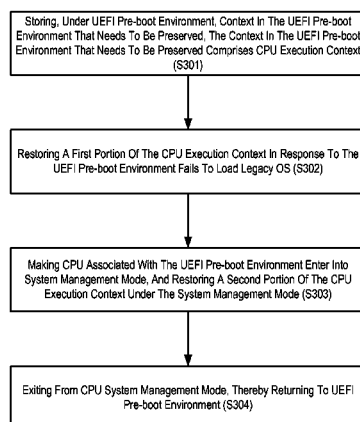 Storing, Under UEFI Pre-boot Environment, Context In The UEFI Pre-boot
Environment That Needs To Be Preserved, The Context In The UEFI Pre-boot
Environment That Needs To Be Preserved Comprises CPU Execution Context
(S301)
Restoring A First Portion Of The CPU Execution Context In Response To The
UEFI Pre-boot Environment Fails To Load Legacy OS (S302)
Making CPU Associated With The UEFI Pre-boot Environment Enter Into
System Management Mode, And Restoring A Second Portion Of The CPU
Execution Context Under The System Management Mode (S303)
Exiting From CPU System Management Mode, Thereby Returning To UEFI
Pre-boot Environment (S304)